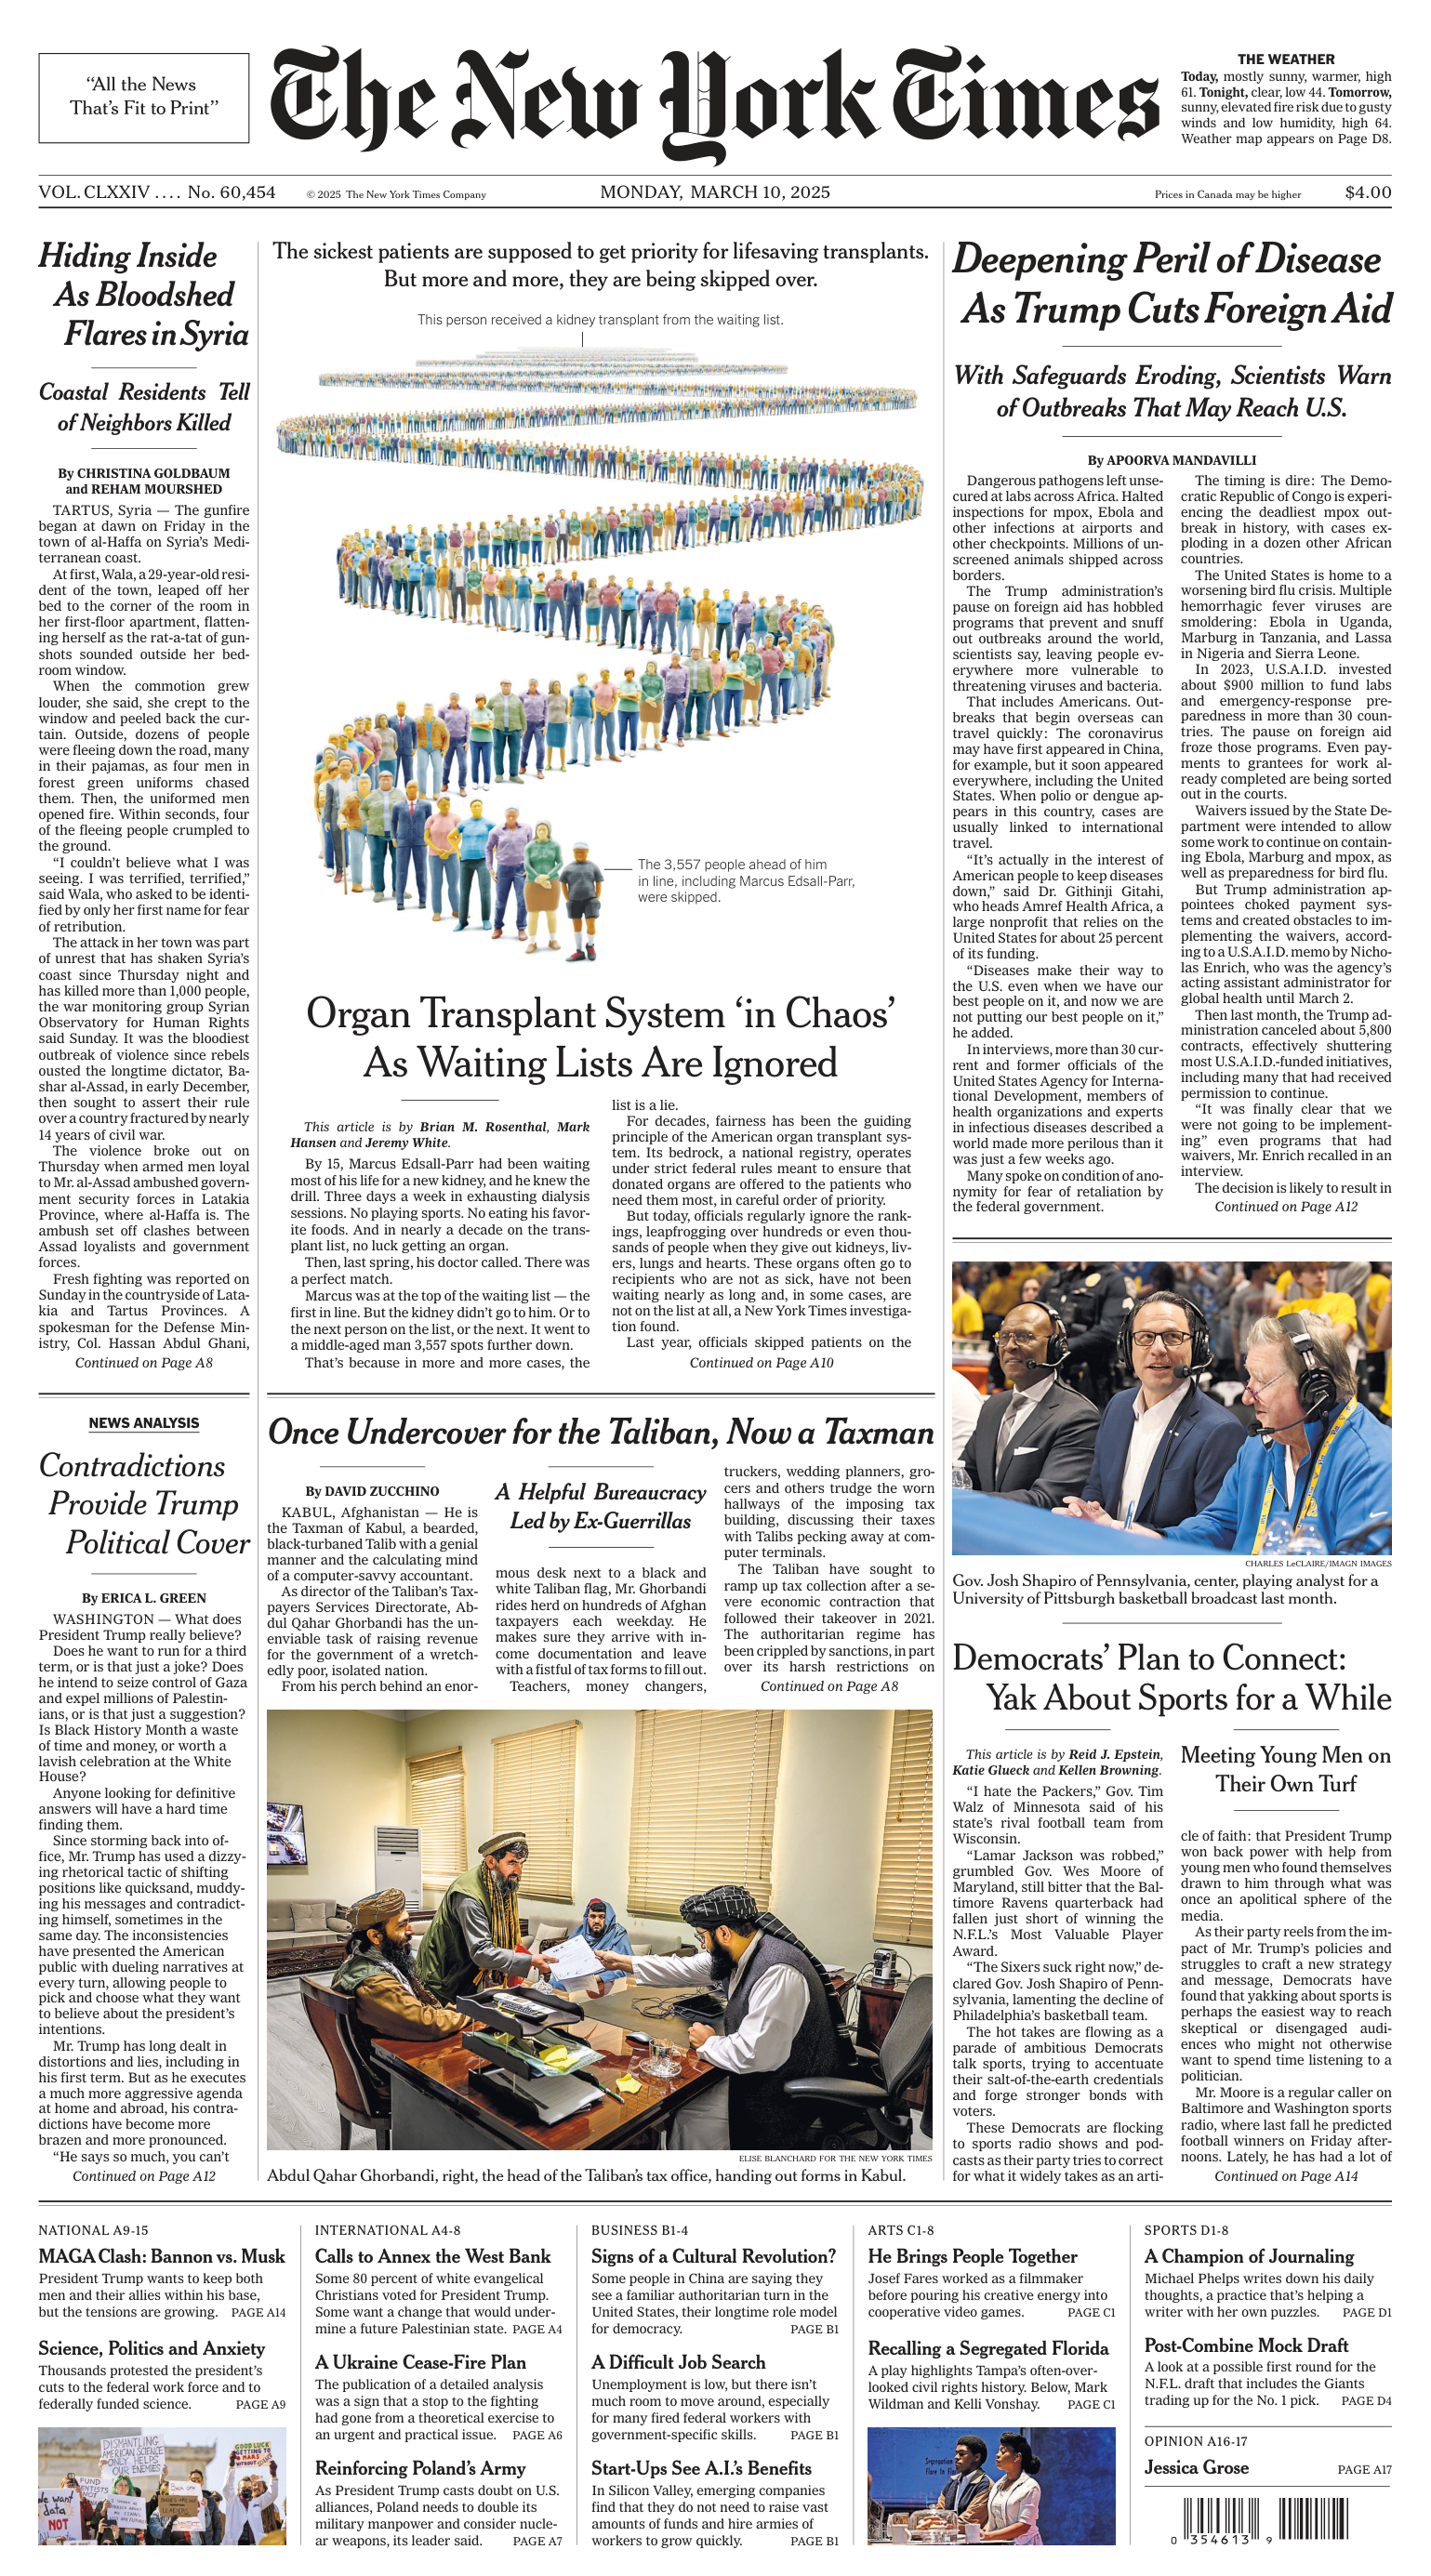 "All the News
That's Fit to Print"
The New York Times
THE WEATHER
Today, mostly sunny, warmer, high
61. Tonight, clear, low 44. Tomorrow,
sunny, elevated fire risk due to gusty
winds and low humidity, high 64.
Weather map appears on Page D8.
VOL. CLXXIV .... No. 60,454
© 2025 The New York Times Company
MONDAY, MARCH 10, 2025
Prices in Canada may be higher
$4.00
Hiding Inside
As Bloodshed
Flares in Syria
Coastal Residents Tell
of Neighbors Killed
By CHRISTINA GOLDBAUM
and REHAM MOURSHED
TARTUS, Syria — The gunfire
began at dawn on Friday in the
town of al-Haffa on Syria's Medi-
terranean coast.
At first, Wala, a 29-year-old resi-
dent of the town, leaped off her
bed to the corner of the room in
her first-floor apartment, flatten-
ing herself as the rat-a-tat of gun-
shots sounded outside her bed-
room window.
When the commotion grew
louder, she said, she crept to the
window and peeled back the cur-
tain. Outside, dozens of people
were fleeing down the road, many
in their pajamas, as four men in
forest green uniforms chased
them. Then, the uniformed men
opened fire. Within seconds, four
of the fleeing people crumpled to
the ground.
"I couldn't believe what I was
seeing. I was terrified, terrified,"
said Wala, who asked to be identi-
fied by only her first name for fear
of retribution.
The attack in her town was part
of unrest that has shaken Syria's
coast since Thursday night and
has killed more than 1,000 people,
the war monitoring group Syrian
Observatory for Human Rights
said Sunday. It was the bloodiest
outbreak of violence since rebels
ousted the longtime dictator, Ba-
shar al-Assad, in early December,
then sought to assert their rule
over a country fractured by nearly
14 years of civil war.
The violence broke out on
Thursday when armed men loyal
to Mr. al-Assad ambushed govern-
ment security forces in Latakia
Province, where al-Haffa is. The
ambush set off clashes between
Assad loyalists and government
forces.
Fresh fighting was reported on
Sunday in the countryside of Lata-
kia and Tartus Provinces. A
spokesman for the Defense Min-
istry, Col. Hassan Abdul Ghani,
Continued on Page A8
The sickest patients are supposed to get priority for lifesaving transplants.
But more and more, they are being skipped over.
This person received a kidney transplant from the waiting list.
The 3,557 people ahead of him
in line, including Marcus Edsall-Parr,
were skipped.
Organ Transplant System 'in Chaos'
As Waiting Lists Are Ignored
This article is by Brian M. Rosenthal, Mark
Hansen and Jeremy White.
By 15, Marcus Edsall-Parr had been waiting
most of his life for a new kidney, and he knew the
drill. Three days a week in exhausting dialysis
sessions. No playing sports. No eating his favor-
ite foods. And in nearly a decade on the trans-
plant list, no luck getting an organ.
Then, last spring, his doctor called. There was
a perfect match.
Marcus was at the top of the waiting list — the
first in line. But the kidney didn't go to him. Or to
the next person on the list, or the next. It went to
a middle-aged man 3,557 spots further down.
That's because in more and more cases, the
list is a lie.
For decades, fairness has been the guiding
principle of the American organ transplant sys-
tem. Its bedrock, a national registry, operates
under strict federal rules meant to ensure that
donated organs are offered to the patients who
need them most, in careful order of priority.
But today, officials regularly ignore the rank-
ings, leapfrogging over hundreds or even thou-
sands of people when they give out kidneys, liv-
ers, lungs and hearts. These organs often go to
recipients who are not as sick, have not been
waiting nearly as long and, in some cases, are
not on the list at all, a New York Times investiga-
tion found.
Last year, officials skipped patients on the
Continued on Page A10
Deepening Peril of Disease
As Trump Cuts Foreign Aid
With Safeguards Eroding, Scientists Warn
of Outbreaks That May Reach U.S.
By APOORVA MANDAVILLI
Dangerous pathogens left unse-
cured at labs across Africa. Halted
inspections for mpox, Ebola and
other infections at airports and
other checkpoints. Millions of un-
screened animals shipped across
borders.
The Trump administration's
pause on foreign aid has hobbled
programs that prevent and snuff
out outbreaks around the world,
scientists say, leaving people ev-
erywhere more vulnerable to
threatening viruses and bacteria.
That includes Americans. Out-
breaks that begin overseas can
travel quickly: The coronavirus
may have first appeared in China,
for example, but it soon appeared
everywhere, including the United
States. When polio or dengue ap-
pears in this country, cases are
usually linked to international
travel.
"It's actually in the interest of
American people to keep diseases
down," said Dr. Githinji Gitahi,
who heads Amref Health Africa, a
large nonprofit that relies on the
United States for about 25 percent
of its funding.
"Diseases make their way to
the U.S. even when we have our
best people on it, and now we are
not putting our best people on it,"
he added.
In interviews, more than 30 cur-
rent and former officials of the
United States Agency for Interna-
tional Development, members of
health organizations and experts
in infectious diseases described a
world made more perilous than it
was just a few weeks ago.
Many spoke on condition of ano-
nymity for fear of retaliation by
the federal government.
The timing is dire: The Demo-
cratic Republic of Congo is experi-
encing the deadliest mpox out-
break in history, with cases ex-
ploding in a dozen other African
countries.
The United States is home to a
worsening bird flu crisis. Multiple
hemorrhagic fever viruses are
smoldering: Ebola in Uganda,
Marburg in Tanzania, and Lassa
in Nigeria and Sierra Leone.
In 2023, U.S.A.I.D. invested
about $900 million to fund labs
and emergency-response pre-
paredness in more than 30 coun-
tries. The pause on foreign aid
froze those programs. Even pay-
ments to grantees for work al-
ready completed are being sorted
out in the courts.
Waivers issued by the State De-
partment were intended to allow
some work to continue on contain-
ing Ebola, Marburg and mpox, as
well as preparedness for bird flu.
But Trump administration ap-
pointees choked payment sys-
tems and created obstacles to im-
plementing the waivers, accord-
ing to a U.S.A.I.D. memo by Nicho-
las Enrich, who was the agency's
acting assistant administrator for
global health until March 2.
Then last month, the Trump ad-
ministration canceled about 5,800
contracts, effectively shuttering
most U.S.A.I.D.-funded initiatives,
including many that had received
permission to continue.
"It was finally clear that we
were not going to be implement-
ing" even programs that had
waivers, Mr. Enrich recalled in an
interview.
The decision is likely to result in
Continued on Page A12
NEWS ANALYSIS
Contradictions
Provide Trump
Political Cover
By ERICA L. GREEN
WASHINGTON — What does
President Trump really believe?
Does he want to run for a third
term, or is that just a joke? Does
he intend to seize control of Gaza
and expel millions of Palestin-
ians, or is that just a suggestion?
Is Black History Month a waste
of time and money, or worth a
lavish celebration at the White
House?
Anyone looking for definitive
answers will have a hard time
finding them.
Since storming back into of-
fice, Mr. Trump has used a dizzy-
ing rhetorical tactic of shifting
positions like quicksand, muddy-
ing his messages and contradict-
ing himself, sometimes in the
same day. The inconsistencies
have presented the American
public with dueling narratives at
every turn, allowing people to
pick and choose what they want
to believe about the president's
intentions.
Mr. Trump has long dealt in
distortions and lies, including in
his first term. But as he executes
a much more aggressive agenda
at home and abroad, his contra-
dictions have become more
brazen and more pronounced.
"He says so much, you can't
Continued on Page A12
Once Undercover for the Taliban, Now a Taxman
By DAVID ZUCCHINO
KABUL, Afghanistan — He is
the Taxman of Kabul, a bearded,
black-turbaned Talib with a genial
manner and the calculating mind
of a computer-savvy accountant.
As director of the Taliban's Tax-
payers Services Directorate, Ab-
dul Qahar Ghorbandi has the un-
enviable task of raising revenue
for the government of a wretch-
edly poor, isolated nation.
From his perch behind an enor-
A Helpful Bureaucracy
Led by Ex-Guerrillas
mous desk next to a black and
white Taliban flag, Mr. Ghorbandi
rides herd on hundreds of Afghan
taxpayers each weekday. He
makes sure they arrive with in-
come documentation and leave
with a fistful of tax forms to fill out.
Teachers, money changers,
truckers, wedding planners, gro-
cers and others trudge the worn
hallways of the imposing tax
building, discussing their taxes
with Talibs pecking away at com-
puter terminals.
The Taliban have sought to
ramp up tax collection after a se-
vere economic contraction that
followed their takeover in 2021.
The authoritarian regime has
been crippled by sanctions, in part
over its harsh restrictions on
Continued on Page A8
ELISE BLANCHARD FOR THE NEW YORK TIMES
Abdul Qahar Ghorbandi, right, the head of the Taliban's tax office, handing out forms in Kabul.
CHARLES LeCLAIRE/IMAGN IMAGES
Gov. Josh Shapiro of Pennsylvania, center, playing analyst for a
University of Pittsburgh basketball broadcast last month.
Democrats' Plan to Connect:
Yak About Sports for a While
This article is by Reid J. Epstein,
Katie Glueck and Kellen Browning.
"I hate the Packers," Gov. Tim
Walz of Minnesota said of his
state's rival football team from
Wisconsin.
"Lamar Jackson was robbed,"
grumbled Gov. Wes Moore of
Maryland, still bitter that the Bal-
timore Ravens quarterback had
fallen just short of winning the
N.F.L.'s Most Valuable Player
Award.
"The Sixers suck right now," de-
clared Gov. Josh Shapiro of Penn-
sylvania, lamenting the decline of
Philadelphia's basketball team.
The hot takes are flowing as a
parade of ambitious Democrats
talk sports, trying to accentuate
their salt-of-the-earth credentials
and forge stronger bonds with
voters.
These Democrats are flocking
to sports radio shows and pod-
casts as their party tries to correct
for what it widely takes as an arti-
Meeting Young Men on
Their Own Turf
cle of faith: that President Trump
won back power with help from
young men who found themselves
drawn to him through what was
once an apolitical sphere of the
media.
As their party reels from the im-
pact of Mr. Trump's policies and
struggles to craft a new strategy
and message, Democrats have
found that yakking about sports is
perhaps the easiest way to reach
skeptical or disengaged audi-
ences who might not otherwise
want to spend time listening to a
politician.
Mr. Moore is a regular caller on
Baltimore and Washington sports
radio, where last fall he predicted
football winners on Friday after-
noons. Lately, he has had a lot of
Continued on Page A14
NATIONAL A9-15
MAGA Clash: Bannon vs. Musk
President Trump wants to keep both
men and their allies within his base,
but the tensions are growing. PAGE A14
Science, Politics and Anxiety
Thousands protested the president's
cuts to the federal work force and to
federally funded science. PAGE A9
DISMANTLING
AMERICAN SCIENCE
ONLY HELPS
OUR ENEMIES
GOOD LUCK
GETTING TO
MARS
WITHOUT
FUND
We want
data
NOT
INTERNATIONAL A4-8
Calls to Annex the West Bank
Some 80 percent of white evangelical
Christians voted for President Trump.
Some want a change that would under-
mine a future Palestinian state. PAGE A4
A Ukraine Cease-Fire Plan
The publication of a detailed analysis
was a sign that a stop to the fighting
had gone from a theoretical exercise to
an urgent and practical issue. PAGE A6
Reinforcing Poland's Army
As President Trump casts doubt on U.S.
alliances, Poland needs to double its
military manpower and consider nucle-
ar weapons, its leader said. PAGE A7
BUSINESS B1-4
Signs of a Cultural Revolution?
Some people in China are saying they
see a familiar authoritarian turn in the
United States, their longtime role model
for democracy. PAGE B1
A Difficult Job Search
Unemployment is low, but there isn't
much room to move around, especially
for many fired federal workers with
government-specific skills. PAGE B1
Start-Ups See A.I.'s Benefits
In Silicon Valley, emerging companies
find that they do not need to raise vast
amounts of funds and hire armies of
workers to grow quickly. PAGE B1
ARTS C1-8
He Brings People Together
Josef Fares worked as a filmmaker
before pouring his creative energy into
cooperative video games. PAGE C1
Recalling a Segregated Florida
A play highlights Tampa's often-over-
looked civil rights history. Below, Mark
Wildman and Kelli Vonshay. PAGE C1
SPORTS D1-8
A Champion of Journaling
Michael Phelps writes down his daily
thoughts, a practice that's helping a
writer with her own puzzles. PAGE D1
Post-Combine Mock Draft
A look at a possible first round for the
N.F.L. draft that includes the Giants
trading up for the No. 1 pick. PAGE D4
OPINION A16-17
Jessica Grose PAGE A17
0 354613 9